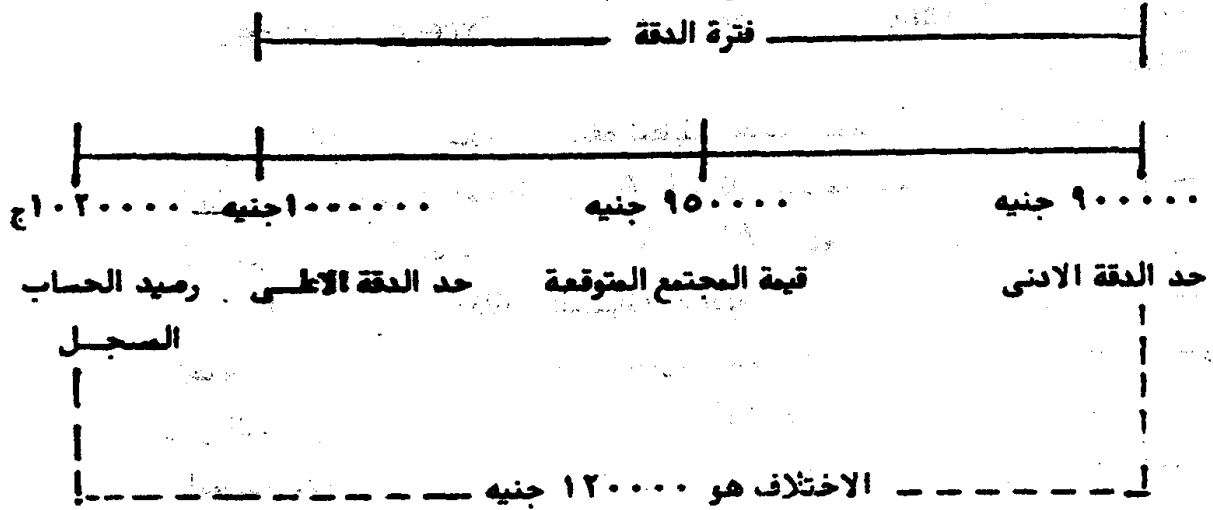 فترة الدقة
٩٠٠٠٠٠ جنيه ٩٥٠٠٠٠ جنيه ١٠٠٠٠٠٠جنيه ١٠٢٠٠٠٠ج
حد الدقة الادنى قيمة المجتمع المتوقعة حد الدقة الاعلى رصيد الحساب
المسجل
الاختلاف هو ١٢٠٠٠٠ جنيه